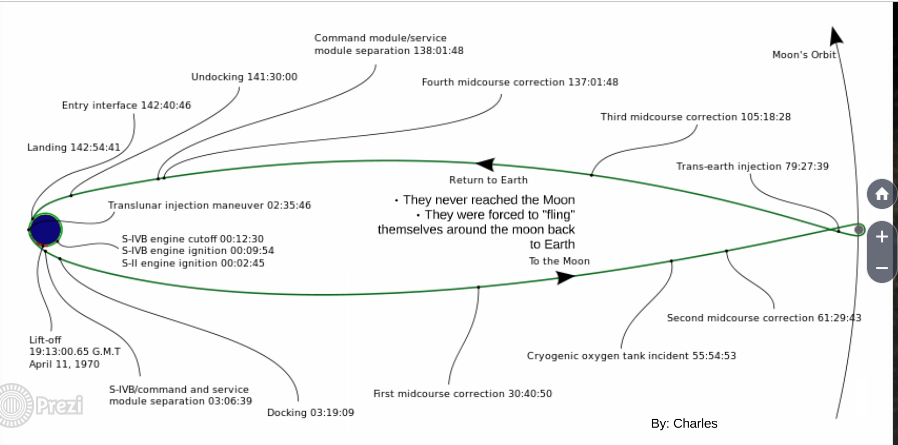 Command module/service
module separation 138:01:48
Moon's Orbit
Undocking 141:30:00
Fourth midcourse correction 137:01:48
Entry interface 142:40:46
Third midcourse correction 105:18:28
Landing 142:54:41
Trans-earth injection 79:27:39
Return to Earth
Translunar injection maneuver 02:35:46
• They never reached the Moon
• They were forced to "fling"
themselves around the moon back
to Earth
S-IVB engine cutoff 00:12:30
S-IVB engine ignition 00:09:54
S-II engine ignition 00:02:45
To the Moon
Second midcourse correction 61:29:43
Lift-off
19:13:00.65 G.M.T
April 11, 1970
Cryogenic oxygen tank incident 55:54:53
S-IVB/command and service
module separation 03:06:39
First midcourse correction 30:40:50
Docking 03:19:09
Prezi
By: Charles